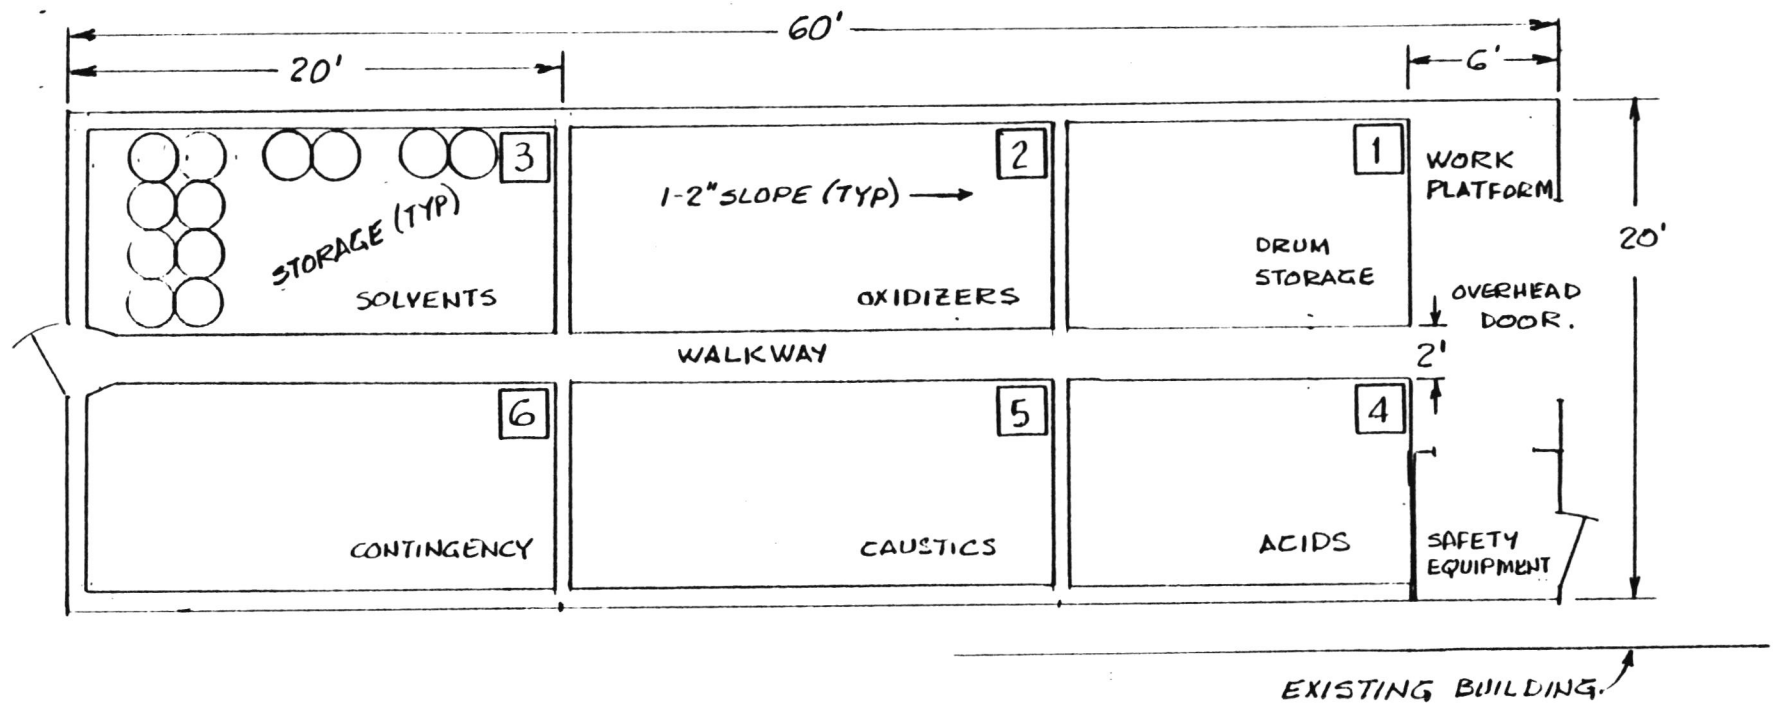 60'
20'
6'
3
2
1
WORK
PLATFORM
1-2" SLOPE (TYP)
STORAGE (TYP)
20'
DRUM
STORAGE
SOLVENTS
OXIDIZERS
OVERHEAD
DOOR.
WALKWAY
2'
6
5
4
CONTINGENCY
CAUSTICS
ACIDS
SAFETY
EQUIPMENT
EXISTING BUILDING.